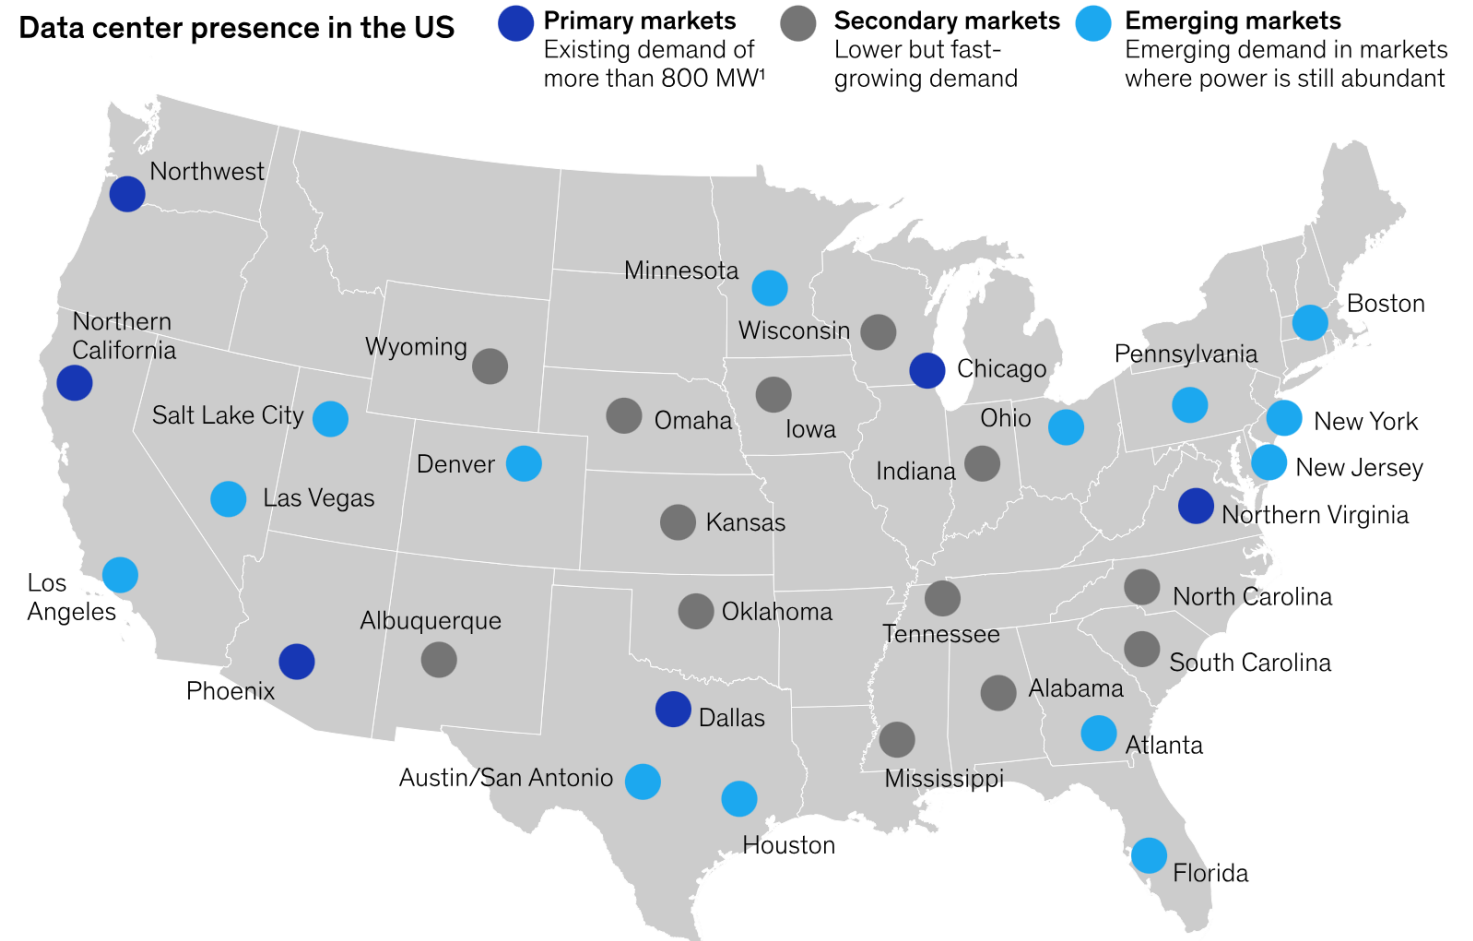 Data center presence in the US
Primary markets
Existing demand of
more than 800 MW¹
Secondary markets
Lower but fast-
growing demand
Emerging markets
Emerging demand in markets
where power is still abundant
Northwest
Minnesota
Boston
Northern
California
Wisconsin
Wyoming
Pennsylvania
Chicago
Salt Lake City
Omaha
Iowa
Ohio
New York
Denver
Indiana
New Jersey
Las Vegas
Kansas
Northern Virginia
Los
Angeles
Albuquerque
Oklahoma
Tennessee
North Carolina
South Carolina
Phoenix
Dallas
Alabama
Atlanta
Austin/San Antonio
Mississippi
Houston
Florida